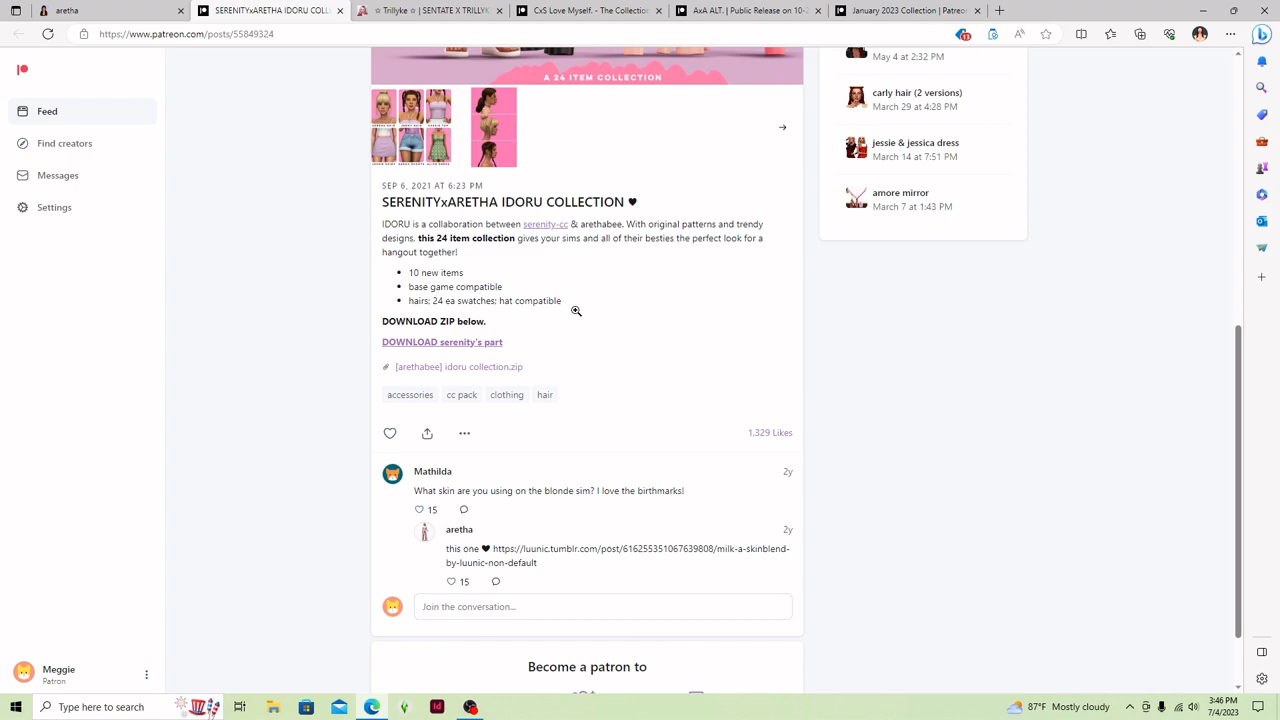 aretha
SERENITYxARETHA IDORU COLL
☆ Trillyke | SENTATE X TRILLYK
CxS Love Myself. - The Collection
AxA ALT. | Public Release 10-2
January 2023 Collection | Patreon
https://www.patreon.com/posts/55849324
Feed
Find creators
Messages
Settings
A 24 ITEM COLLECTION
May 4 at 2:32 PM
carly hair (2 versions)
March 29 at 4:28 PM
jessie & jessica dress
March 14 at 7:51 PM
amore mirror
March 7 at 1:43 PM
SEP 6, 2021 AT 6:23 PM
SERENITYxARETHA IDORU COLLECTION ♥
IDORU is a collaboration between serenity-cc & arethabee. With original patterns and trendy
designs, this 24 item collection gives your sims and all of their besties the perfect look for a
hangout together!
• 10 new items
• base game compatible
• hairs; 24 ea swatches; hat compatible
DOWNLOAD ZIP below.
DOWNLOAD serenity's part
[arethabee] idoru collection.zip
accessories
cc pack
clothing
hair
1,329 Likes
Mathilda
2y
What skin are you using on the blonde sim? I love the birthmarks!
15
aretha
2y
this one ♥ https://luunic.tumblr.com/post/616255351067639808/milk-a-skinblend-
by-luunic-non-default
15
Join the conversation...
Become a patron to
Meggie
Patron
Type here to search
87°F Mostly cloudy
3:46 PM
7/4/2023